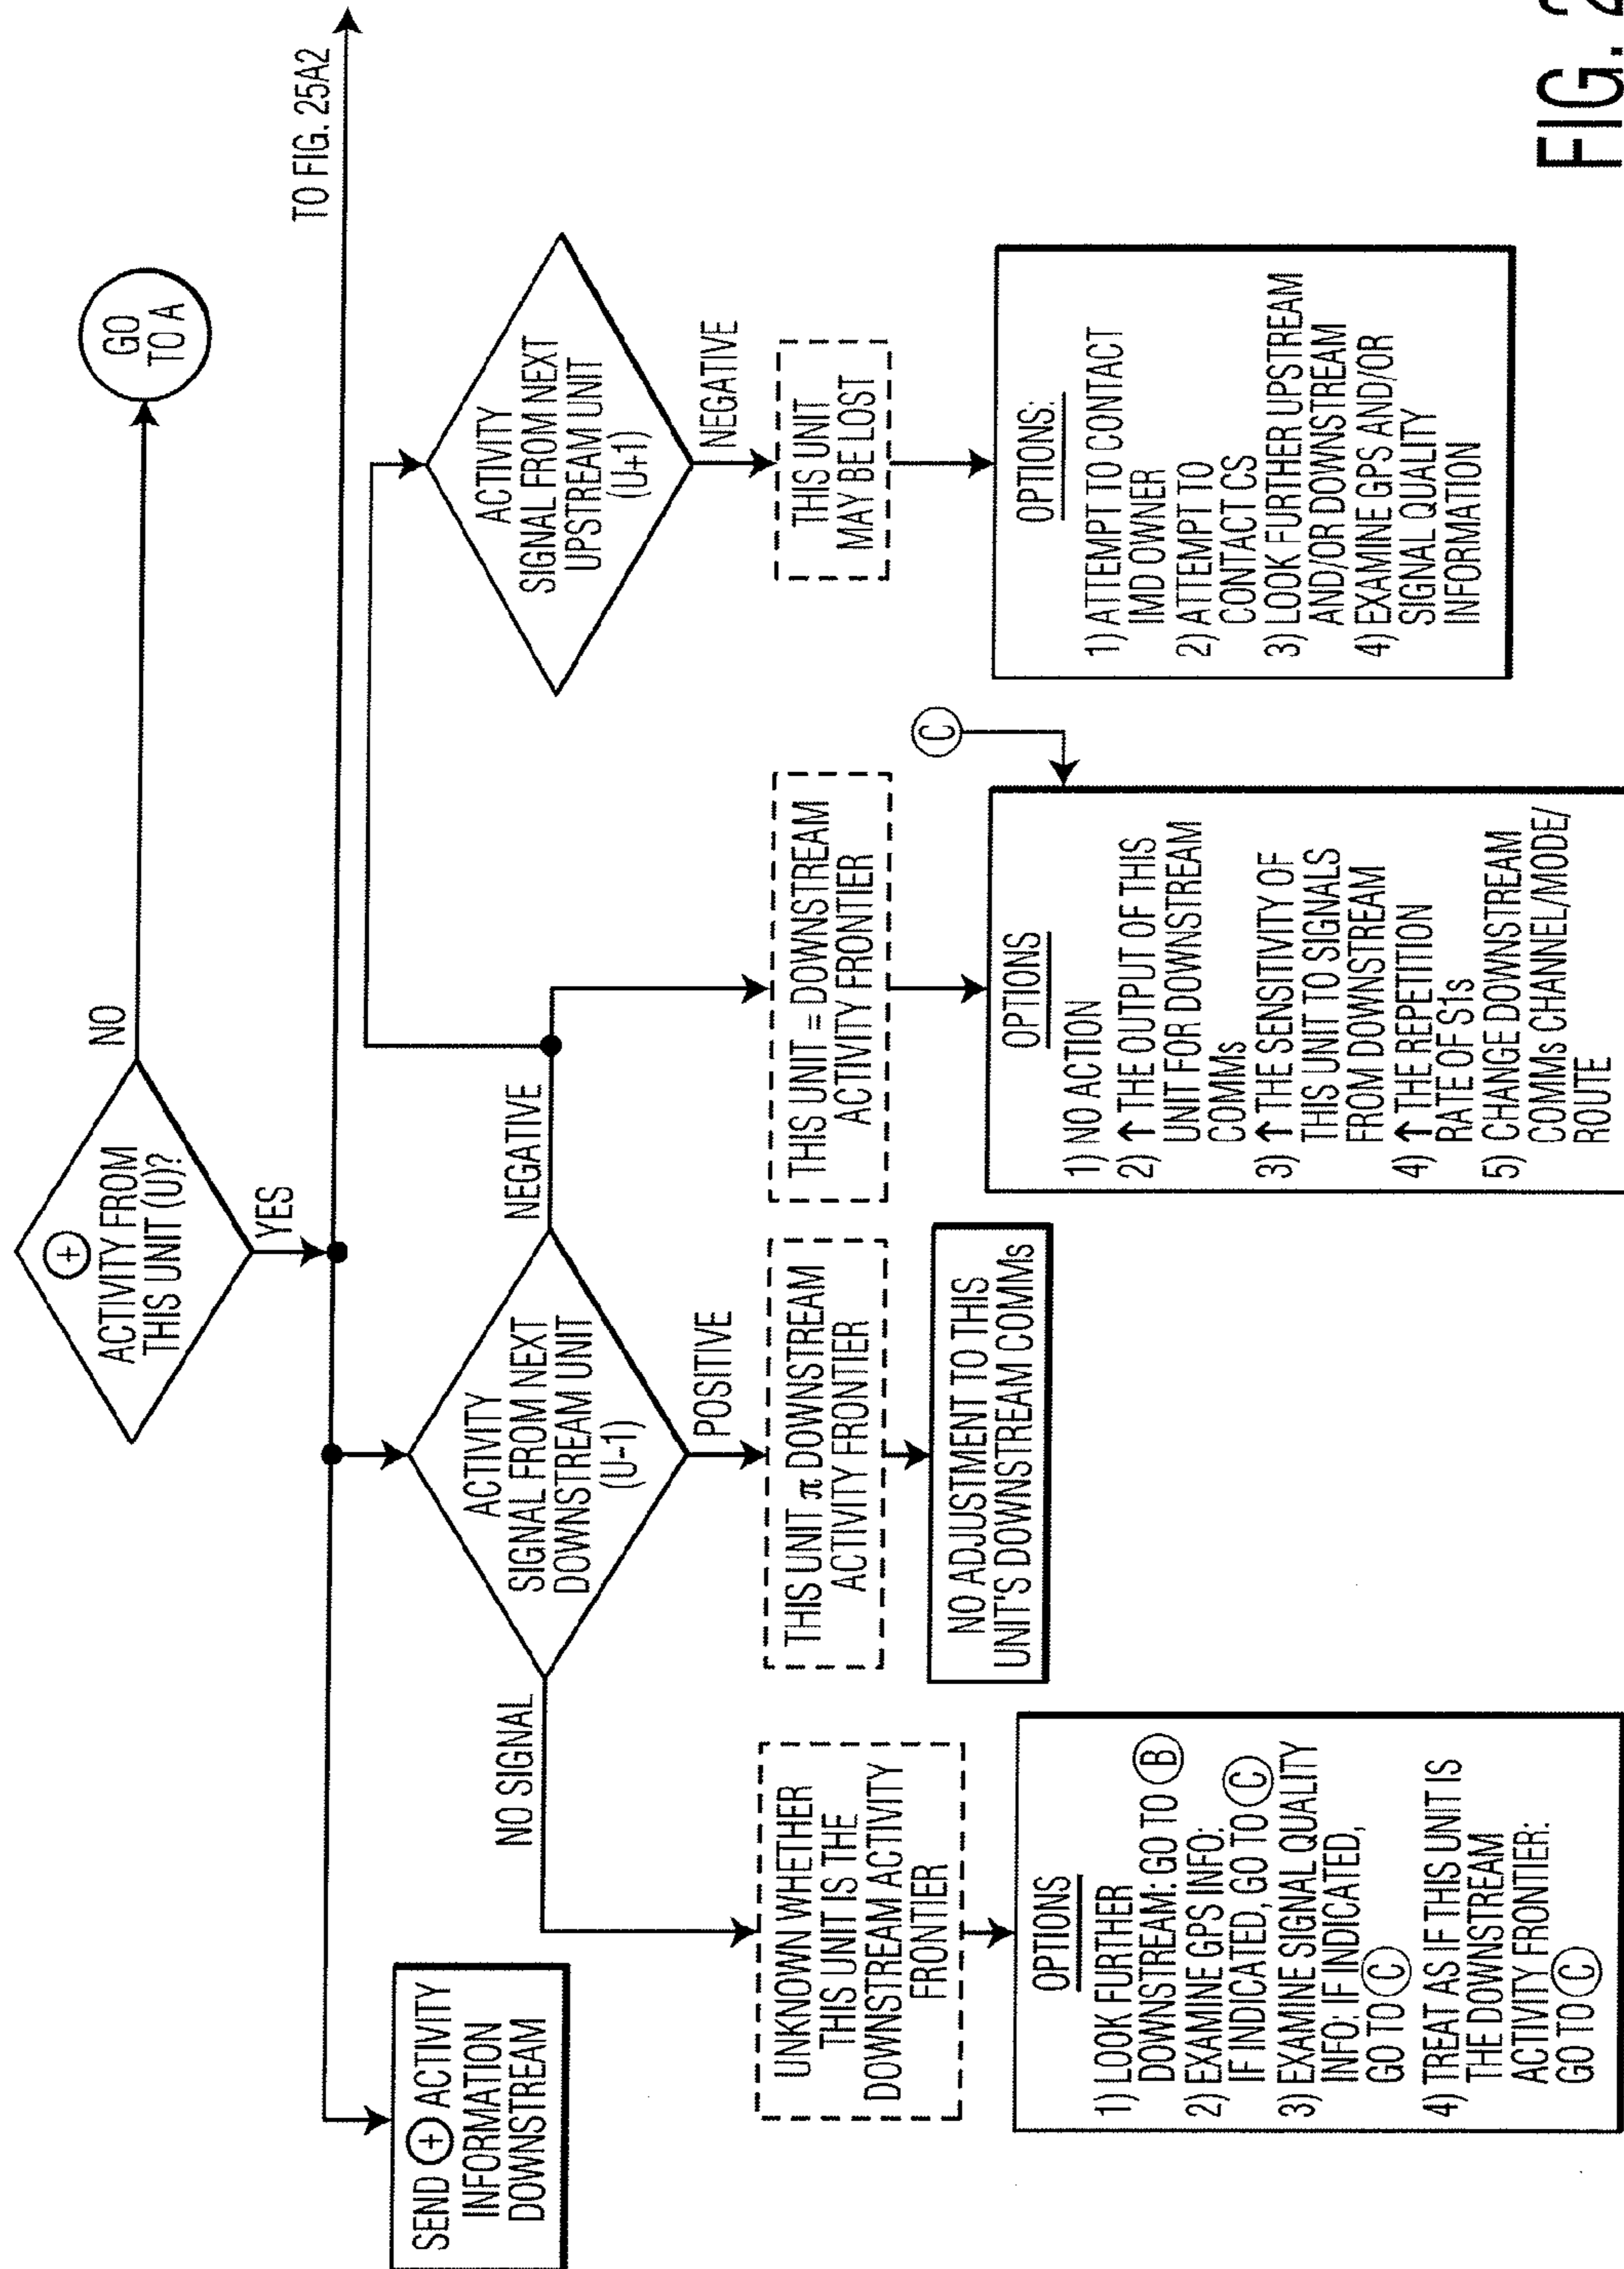 ⊕
ACTIVITY FROM
THIS UNIT (U)?
NO
GO
TO A
YES
TO FIG. 25A2
SEND ⊕ ACTIVITY
INFORMATION
DOWNSTREAM
ACTIVITY
SIGNAL FROM NEXT
DOWNSTREAM UNIT
(U-1)
NO SIGNAL
POSITIVE
NEGATIVE
ACTIVITY
SIGNAL FROM NEXT
UPSTREAM UNIT
(U+1)
NEGATIVE
UNKNOWN WHETHER
THIS UNIT IS THE
DOWNSTREAM ACTIVITY
FRONTIER
THIS UNIT π DOWNSTREAM
ACTIVITY FRONTIER
THIS UNIT = DOWNSTREAM
ACTIVITY FRONTIER
THIS UNIT
MAY BE LOST
OPTIONS
1) LOOK FURTHER
DOWNSTREAM: GO TO Ⓑ
2) EXAMINE GPS INFO:
IF INDICATED, GO TO Ⓒ
3) EXAMINE SIGNAL QUALITY
INFO: IF INDICATED,
GO TO Ⓒ
4) TREAT AS IF THIS UNIT IS
THE DOWNSTREAM
ACTIVITY FRONTIER:
GO TO Ⓒ
NO ADJUSTMENT TO THIS
UNIT'S DOWNSTREAM COMMs
Ⓒ
OPTIONS
1) NO ACTION
2) ↑ THE OUTPUT OF THIS
UNIT FOR DOWNSTREAM
COMMs
3) ↑ THE SENSITIVITY OF
THIS UNIT TO SIGNALS
FROM DOWNSTREAM
4) ↑ THE REPETITION
RATE OF S1s
5) CHANGE DOWNSTREAM
COMMs CHANNEL/MODE/
ROUTE
OPTIONS:
1) ATTEMPT TO CONTACT
IMD OWNER
2) ATTEMPT TO
CONTACT CS
3) LOOK FURTHER UPSTREAM
AND/OR DOWNSTREAM
4) EXAMINE GPS AND/OR
SIGNAL QUALITY
INFORMATION
FIG. 2